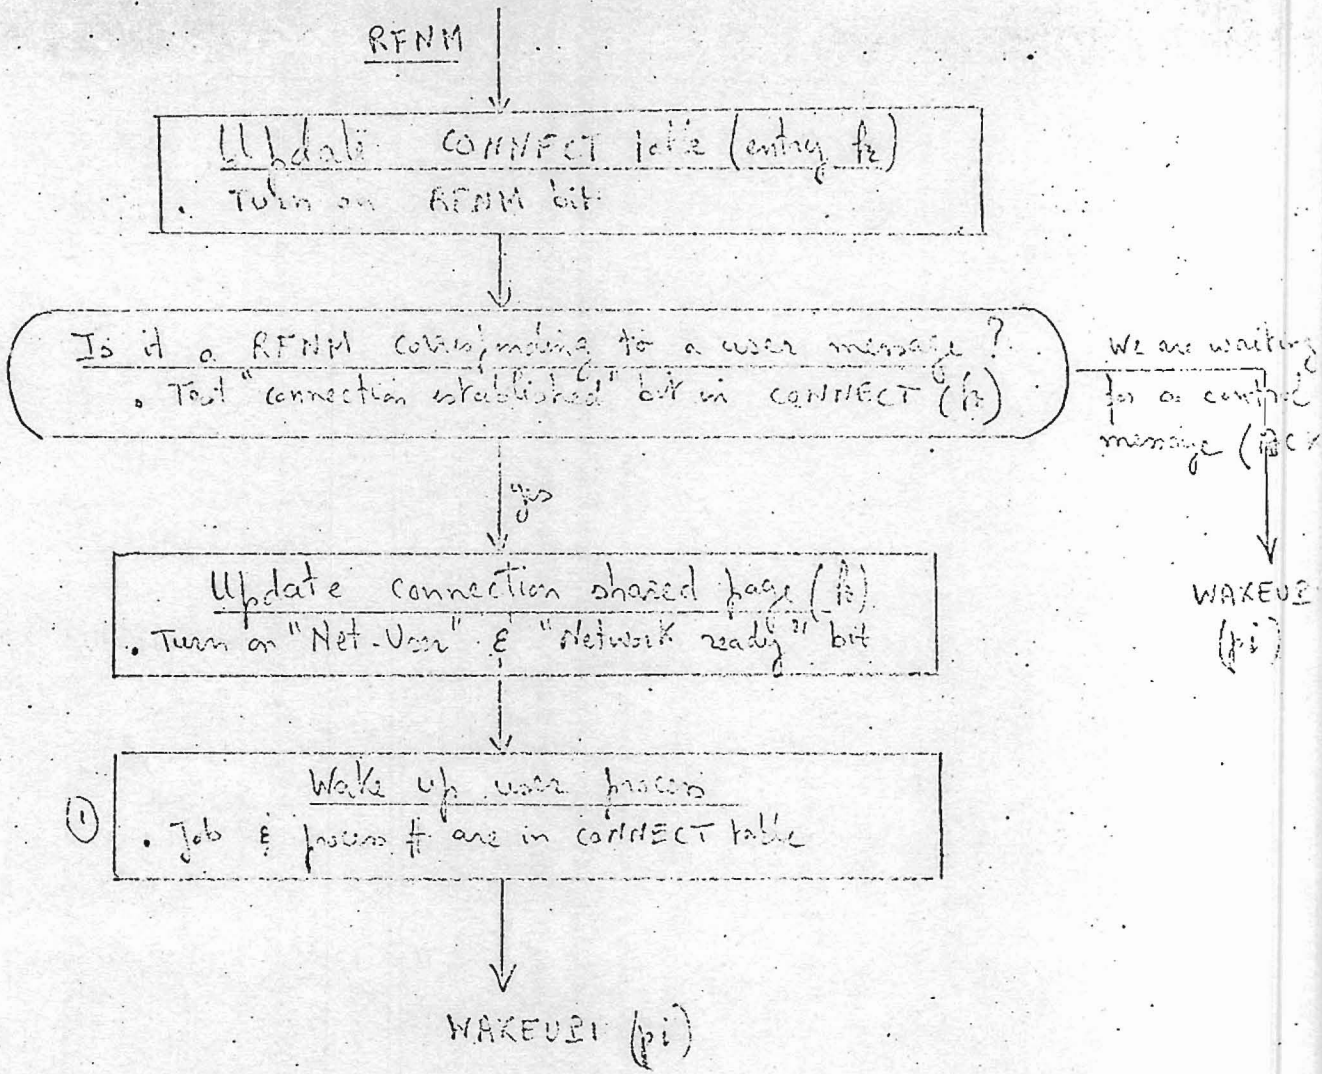 RFNM
Update CONNECT table (entry k)
. Turn on RFNM bit
Is it a RFNM corresponding to a user message ?
. Test "connection established" bit in CONNECT (k)
We are waiting
for a control
message (ACK
yes
Update connection shared page (k)
. Turn on "Net-User" & "Network ready" bit
WAKEUP
(pi)
Wake up user process
①
. Job & process # are in CONNECT table
(pi)